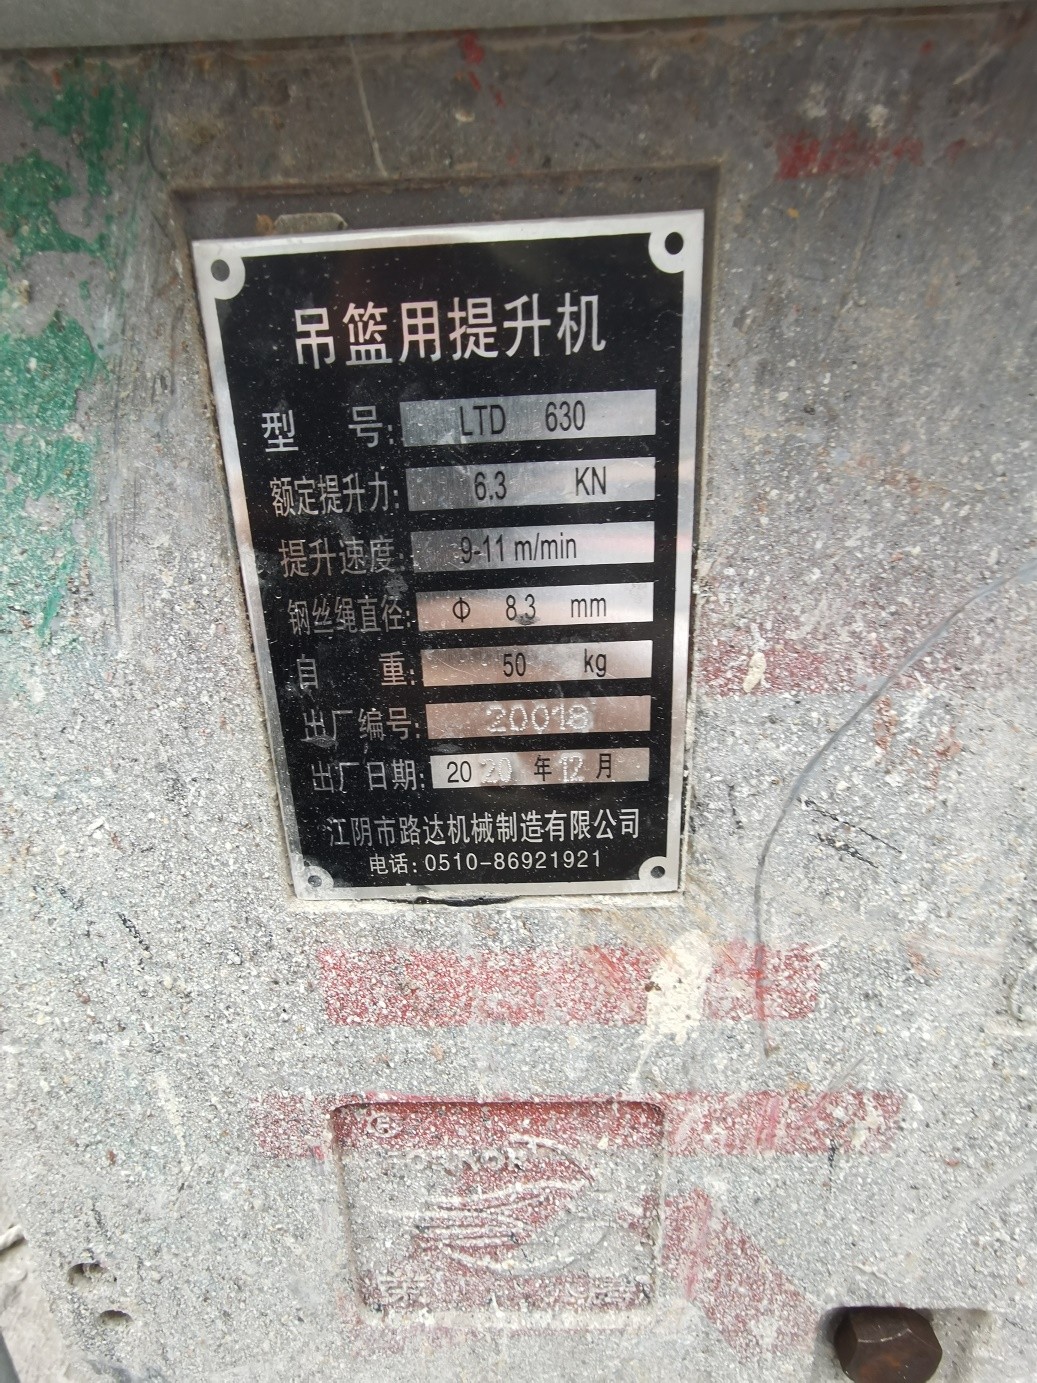 吊篮用提升机
型 号: LTD 630
额定提升力: 6.3 KN
提升速度: 9-11 m/min
钢丝绳直径: Φ 8.3 mm
自 重: 50 kg
出厂编号: 20018
出厂日期: 2020 年 12 月
江阴市路达机械制造有限公司
电话: 0510-86921921